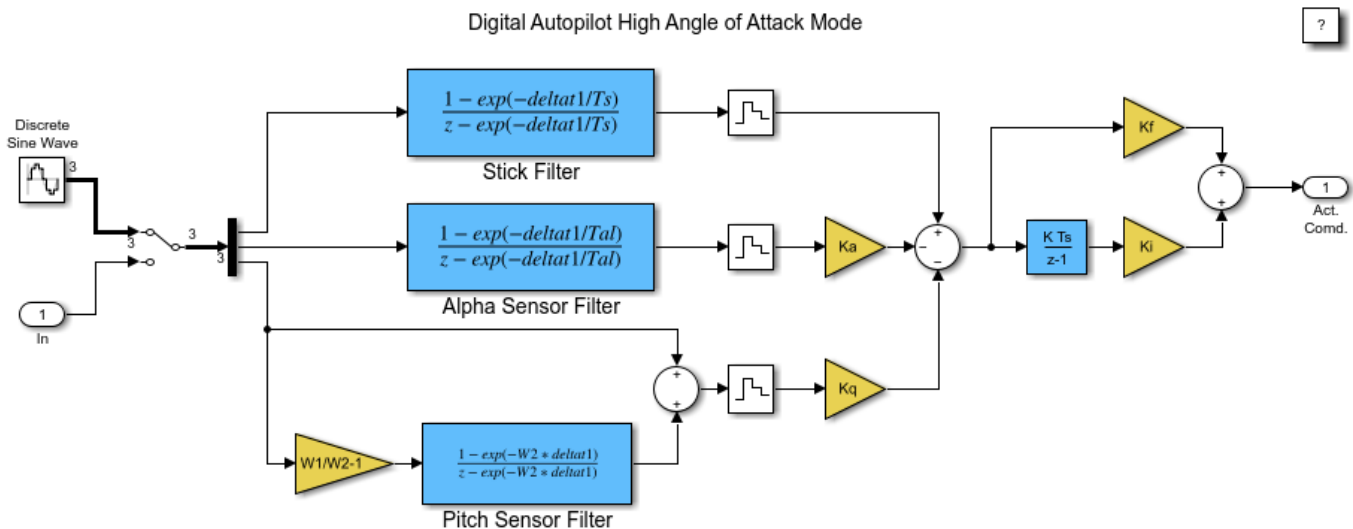 Digital Autopilot High Angle of Attack Mode
?
Discrete
Sine Wave
3
3
3
3
1
In
1 − exp(−deltat1/Ts)
z − exp(−deltat1/Ts)
Stick Filter
1 − exp(−deltat1/Tal)
z − exp(−deltat1/Tal)
Alpha Sensor Filter
W1/W2-1
1 − exp(−W2 * deltat1)
z − exp(−W2 * deltat1)
Pitch Sensor Filter
+
+
Ka
Kq
+
−
−
K Ts
z-1
Kf
Ki
+
+
1
Act.
Comd.